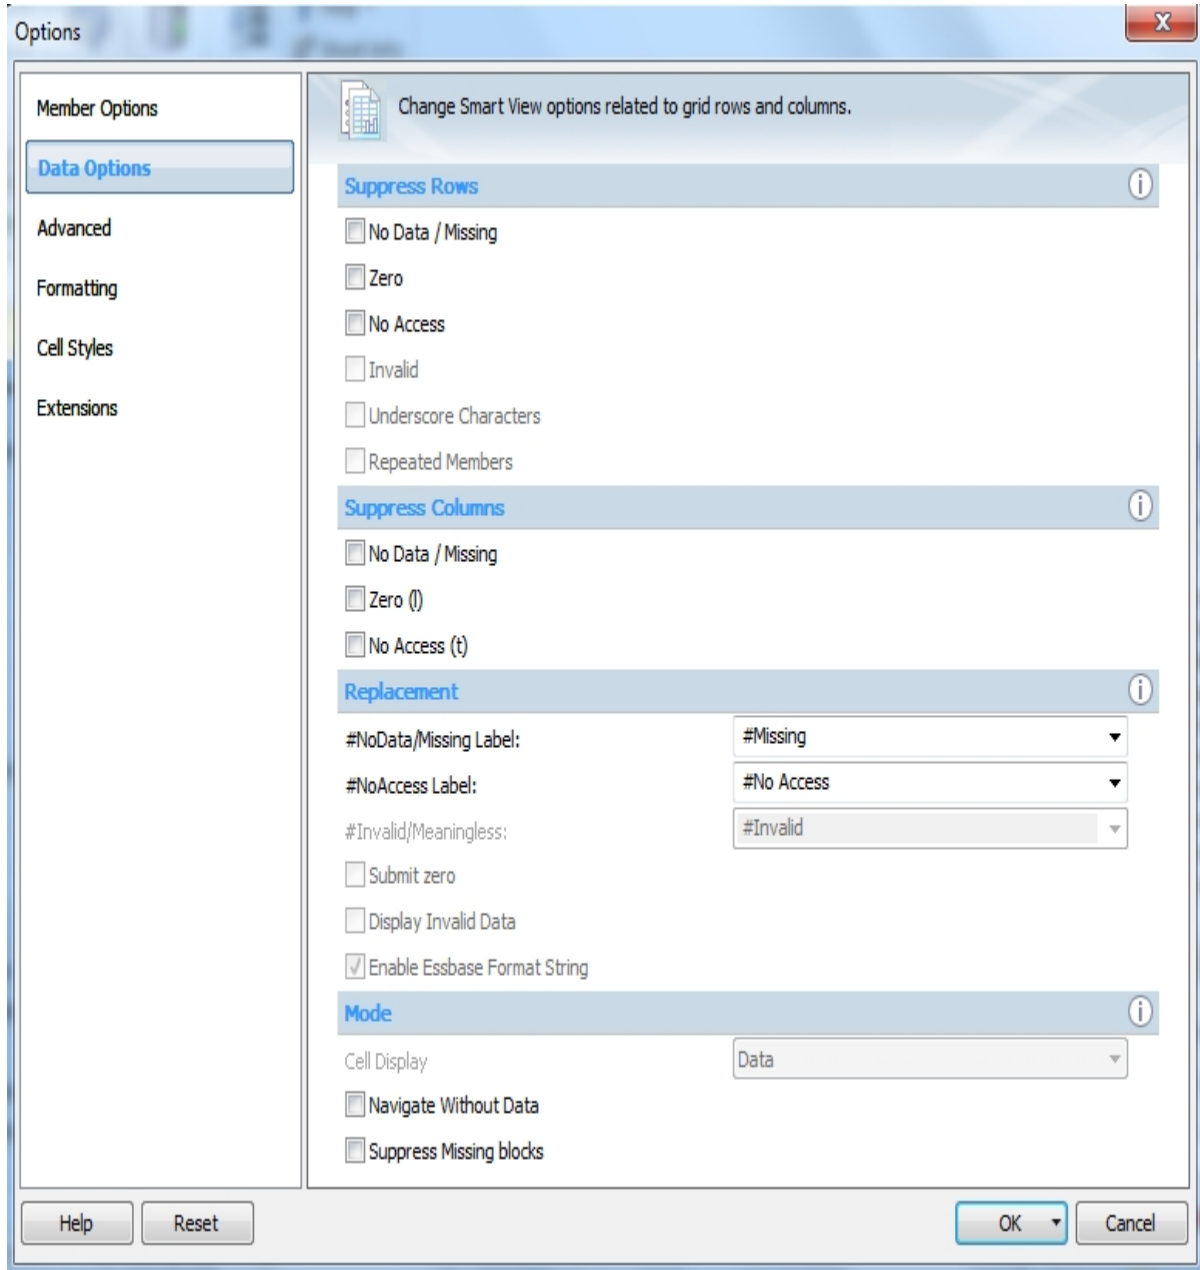 Options
X
Member Options
Data Options
Advanced
Formatting
Cell Styles
Extensions
Change Smart View options related to grid rows and columns.
Suppress Rows
No Data / Missing
Zero
No Access
Invalid
Underscore Characters
Repeated Members
Suppress Columns
No Data / Missing
Zero (l)
No Access (t)
Replacement
#NoData/Missing Label: #Missing
#NoAccess Label: #No Access
#Invalid/Meaningless: #Invalid
Submit zero
Display Invalid Data
Enable Essbase Format String
Mode
Cell Display Data
Navigate Without Data
Suppress Missing blocks
Help Reset OK Cancel